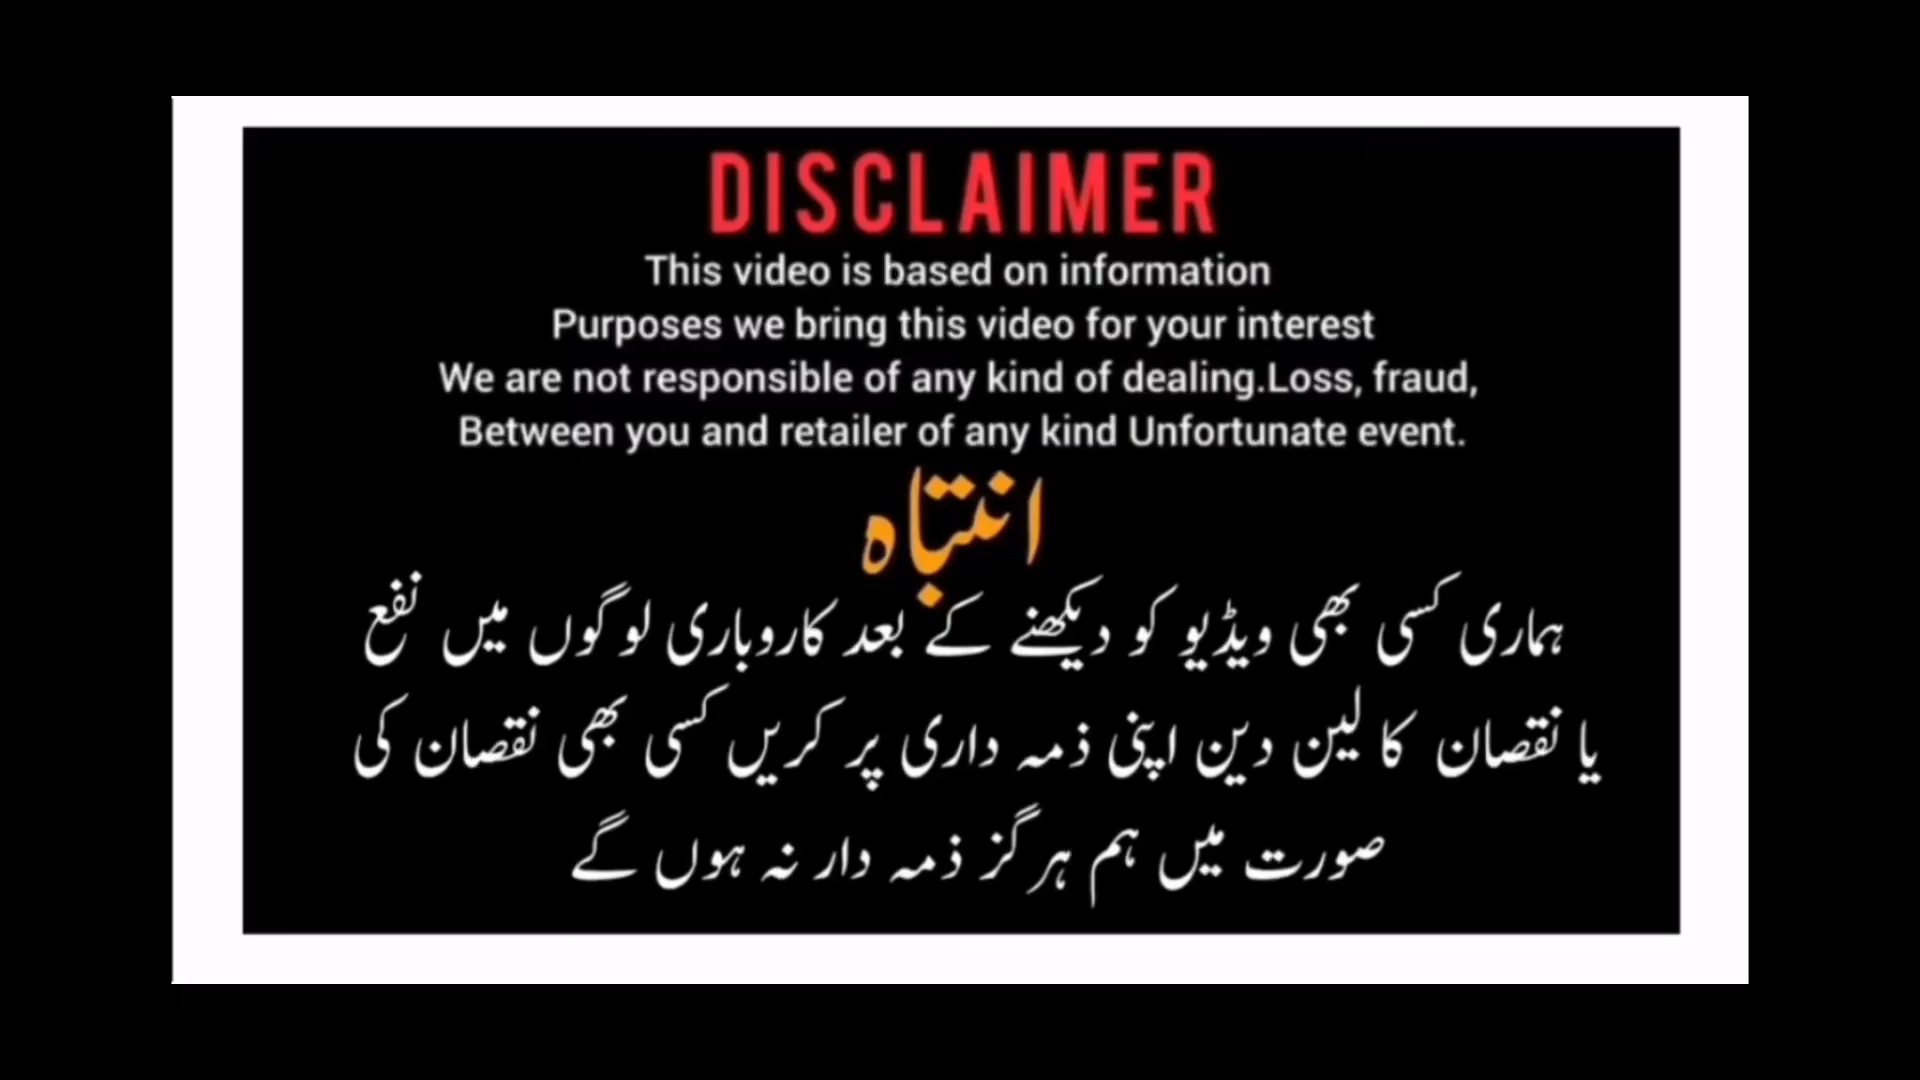 DISCLAIMER
This video is based on information
Purposes we bring this video for your interest
We are not responsible of any kind of dealing.Loss, fraud,
Between you and retailer of any kind Unfortunate event.
انتباہ
ہماری کسی بھی ویڈیو کو دیکھنے کے بعد کاروباری لوگوں میں نفع
یا نقصان کا لین دین اپنی ذمہ داری پر کریں کسی بھی نقصان کی
صورت میں ہم ہرگز ذمہ دار نہ ہوں گے